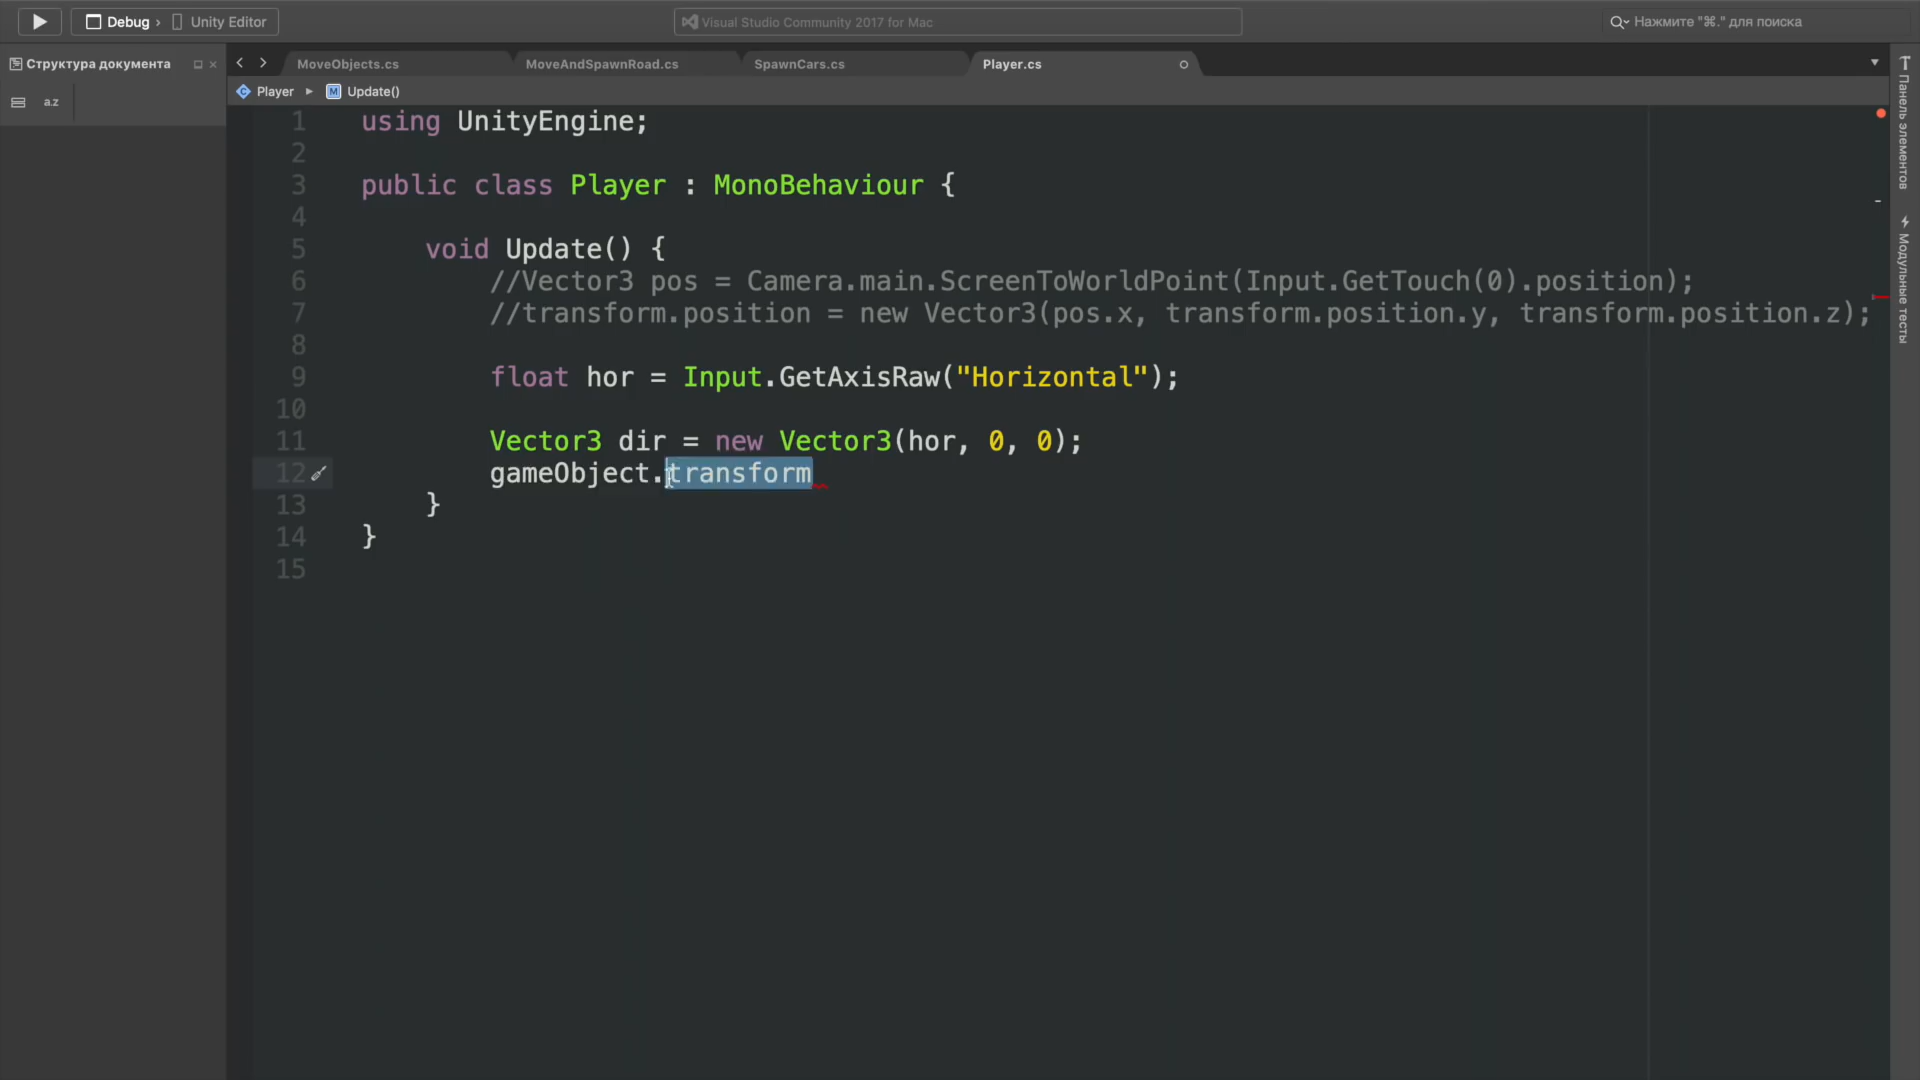 Debug › Unity Editor
Visual Studio Community 2017 for Mac
Нажмите "⌘." для поиска
Структура документа
a.z
MoveObjects.cs
MoveAndSpawnRoad.cs
SpawnCars.cs
Player.cs
Player ▸ M Update()
1 using UnityEngine;
2
3 public class Player : MonoBehaviour {
4
5 void Update() {
6 //Vector3 pos = Camera.main.ScreenToWorldPoint(Input.GetTouch(0).position);
7 //transform.position = new Vector3(pos.x, transform.position.y, transform.position.z);
8
9 float hor = Input.GetAxisRaw("Horizontal");
10
11 Vector3 dir = new Vector3(hor, 0, 0);
12 gameObject.transform
13 }
14 }
15
Панель элементов
Модульные тесты